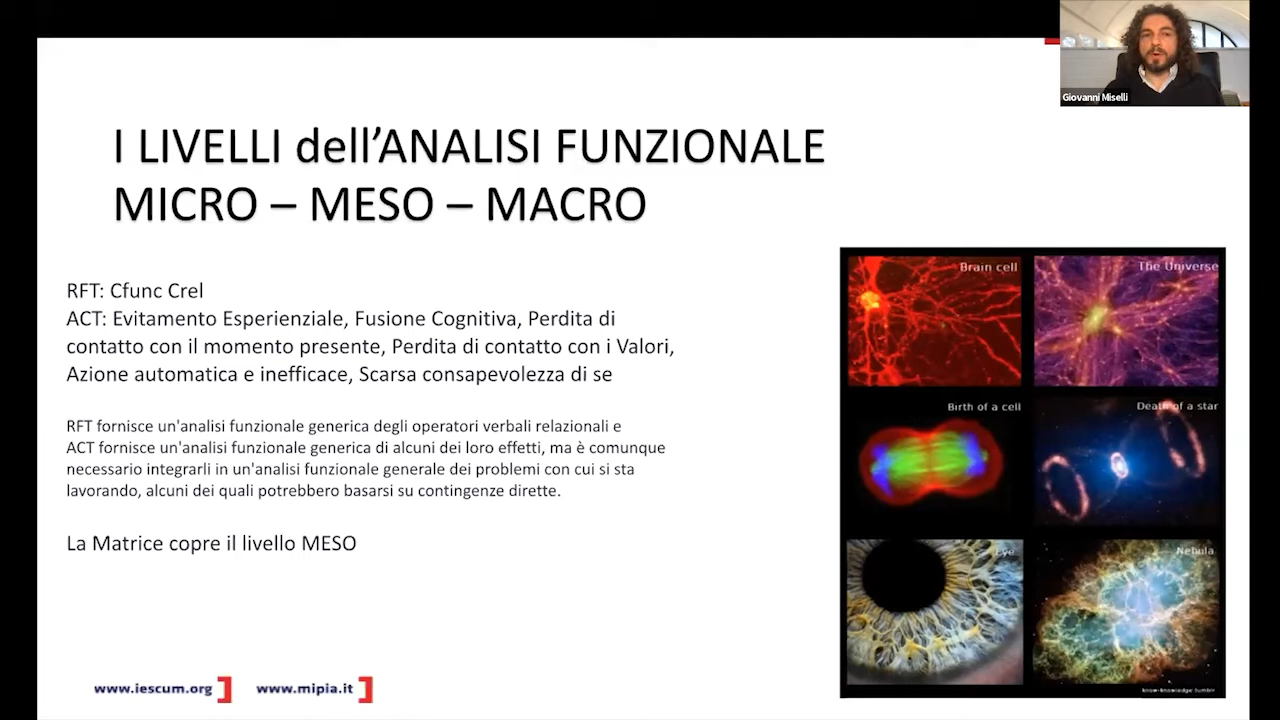 Giovanni Miselli
I LIVELLI dell’ANALISI FUNZIONALE
MICRO – MESO – MACRO
RFT: Cfunc Crel
ACT: Evitamento Esperienziale, Fusione Cognitiva, Perdita di
contatto con il momento presente, Perdita di contatto con i Valori,
Azione automatica e inefficace, Scarsa consapevolezza di se
RFT fornisce un'analisi funzionale generica degli operatori verbali relazionali e
ACT fornisce un'analisi funzionale generica di alcuni dei loro effetti, ma è comunque
necessario integrarli in un'analisi funzionale generale dei problemi con cui si sta
lavorando, alcuni dei quali potrebbero basarsi su contingenze dirette.
La Matrice copre il livello MESO
Brain cell
The Universe
Birth of a cell
Death of a star
Eye
Nebula
know-knowledge tumblr
www.iescum.org
www.mipia.it